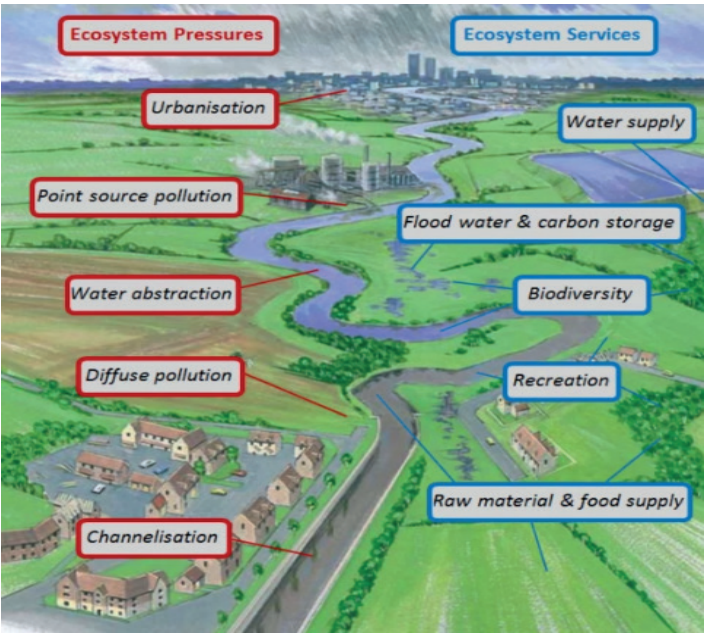 Ecosystem Pressures
Ecosystem Services
Urbanisation
Water supply
Point source pollution
Flood water & carbon storage
Water abstraction
Biodiversity
Diffuse pollution
Recreation
Raw material & food supply
Channelisation